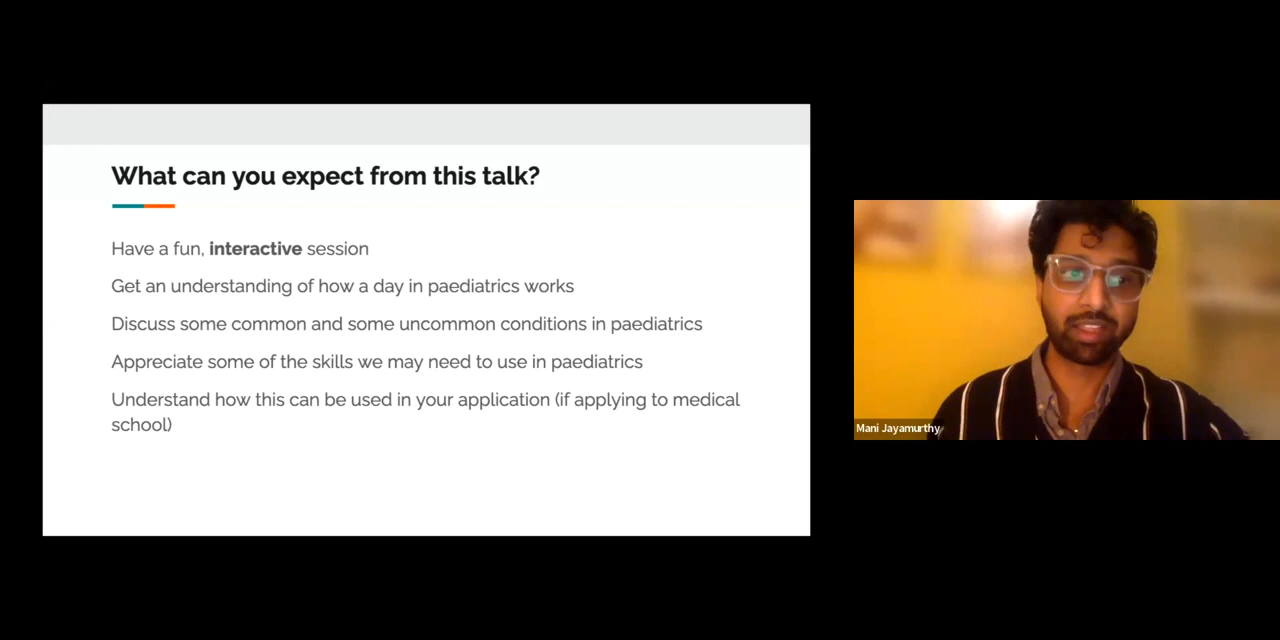 What can you expect from this talk?
Have a fun, interactive session
Get an understanding of how a day in paediatrics works
Discuss some common and some uncommon conditions in paediatrics
Appreciate some of the skills we may need to use in paediatrics
Understand how this can be used in your application (if applying to medical
school)
Mani Jayamurthy